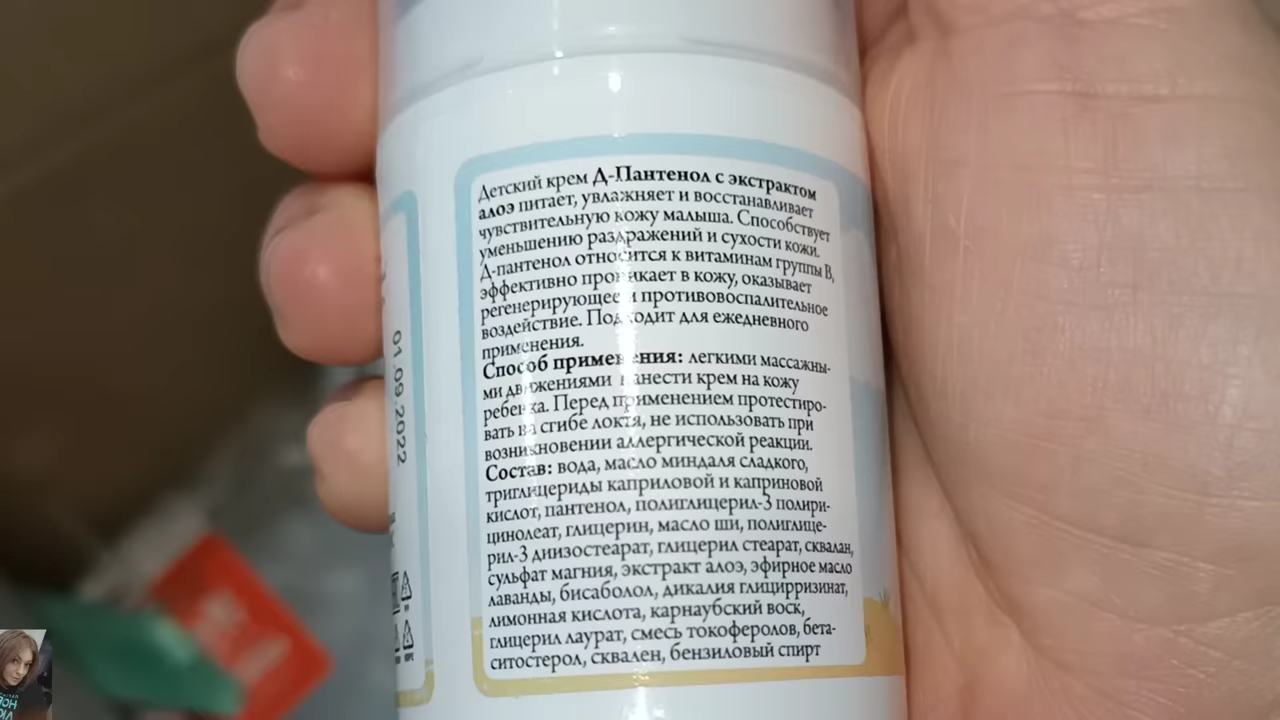 Детский крем Д-Пантенол с экстрактом
алоэ питает, увлажняет и восстанавливает
чувствительную кожу малыша. Способствует
уменьшению раздражений и сухости кожи.
Д-пантенол относится к витаминам группы В,
эффективно проникает в кожу, оказывает
регенерирующее и противовоспалительное
воздействие. Подходит для ежедневного
применения.
Способ применения: легкими массажны-
ми движениями нанести крем на кожу
ребенка. Перед применением протестиро-
вать на сгибе локтя, не использовать при
возникновении аллергической реакции.
Состав: вода, масло миндаля сладкого,
триглицериды каприловой и каприновой
кислот, пантенол, полиглицерил-3 полири-
цинолеат, глицерин, масло ши, полиглице-
рил-3 диизостеарат, глицерил стеарат, сквалан,
сульфат магния, экстракт алоэ, эфирное масло
лаванды, бисаболол, дикалия глицирризинат,
лимонная кислота, карнаубский воск,
глицерил лаурат, смесь токоферолов, бета-
ситостерол, сквален, бензиловый спирт
01.09.2022